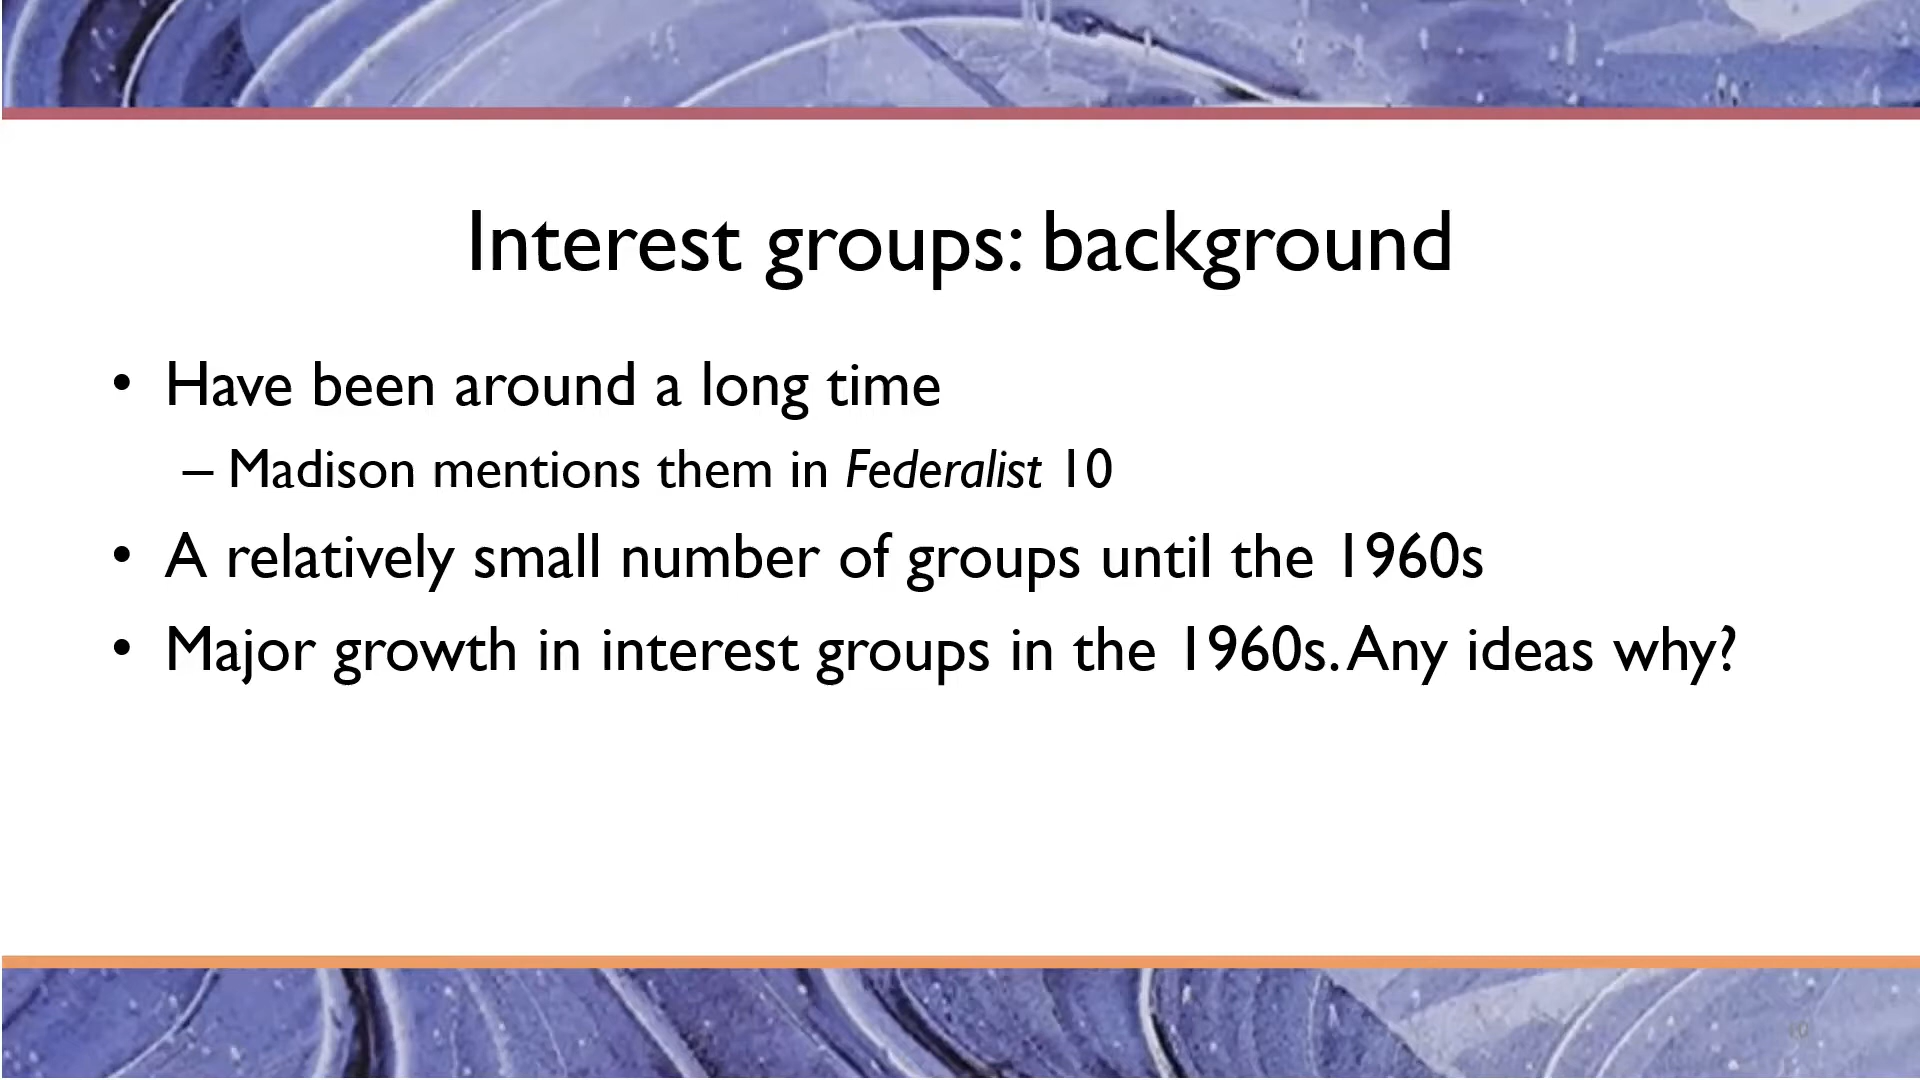 Interest groups: background
• Have been around a long time
– Madison mentions them in Federalist 10
• A relatively small number of groups until the 1960s
• Major growth in interest groups in the 1960s. Any ideas why?
10